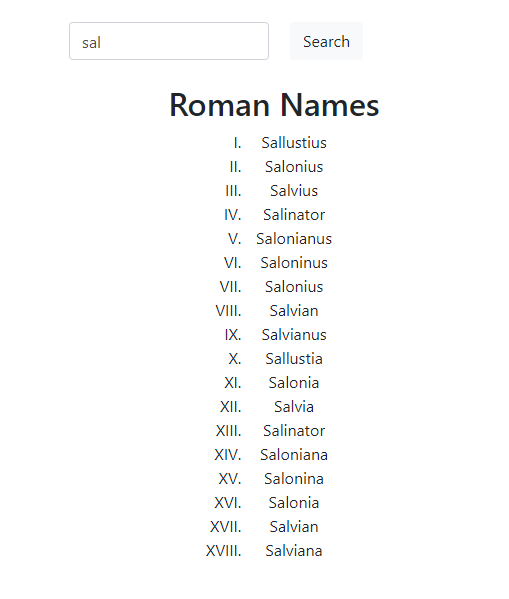 sal Search
Roman Names
I. Sallustius
II. Salonius
III. Salvius
IV. Salinator
V. Salonianus
VI. Saloninus
VII. Salonius
VIII. Salvian
IX. Salvianus
X. Sallustia
XI. Salonia
XII. Salvia
XIII. Salinator
XIV. Saloniana
XV. Salonina
XVI. Salonia
XVII. Salvian
XVIII. Salviana